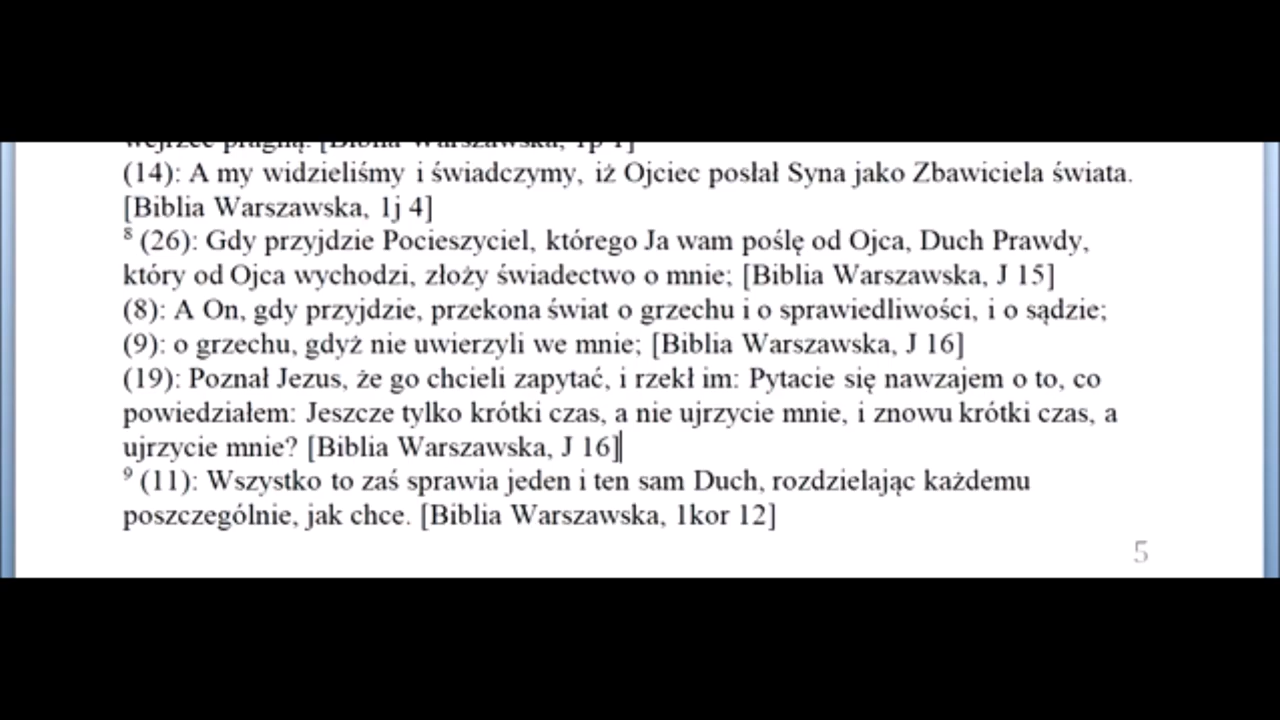 (14): A my widzieliśmy i świadczymy, iż Ojciec posłał Syna jako Zbawiciela świata.
[Biblia Warszawska, 1j 4]
⁸ (26): Gdy przyjdzie Pocieszyciel, którego Ja wam poślę od Ojca, Duch Prawdy,
który od Ojca wychodzi, złoży świadectwo o mnie; [Biblia Warszawska, J 15]
(8): A On, gdy przyjdzie, przekona świat o grzechu i o sprawiedliwości, i o sądzie;
(9): o grzechu, gdyż nie uwierzyli we mnie; [Biblia Warszawska, J 16]
(19): Poznał Jezus, że go chcieli zapytać, i rzekł im: Pytacie się nawzajem o to, co
powiedziałem: Jeszcze tylko krótki czas, a nie ujrzycie mnie, i znowu krótki czas, a
ujrzycie mnie? [Biblia Warszawska, J 16]
⁹ (11): Wszystko to zaś sprawia jeden i ten sam Duch, rozdzielając każdemu
poszczególnie, jak chce. [Biblia Warszawska, 1kor 12]
5